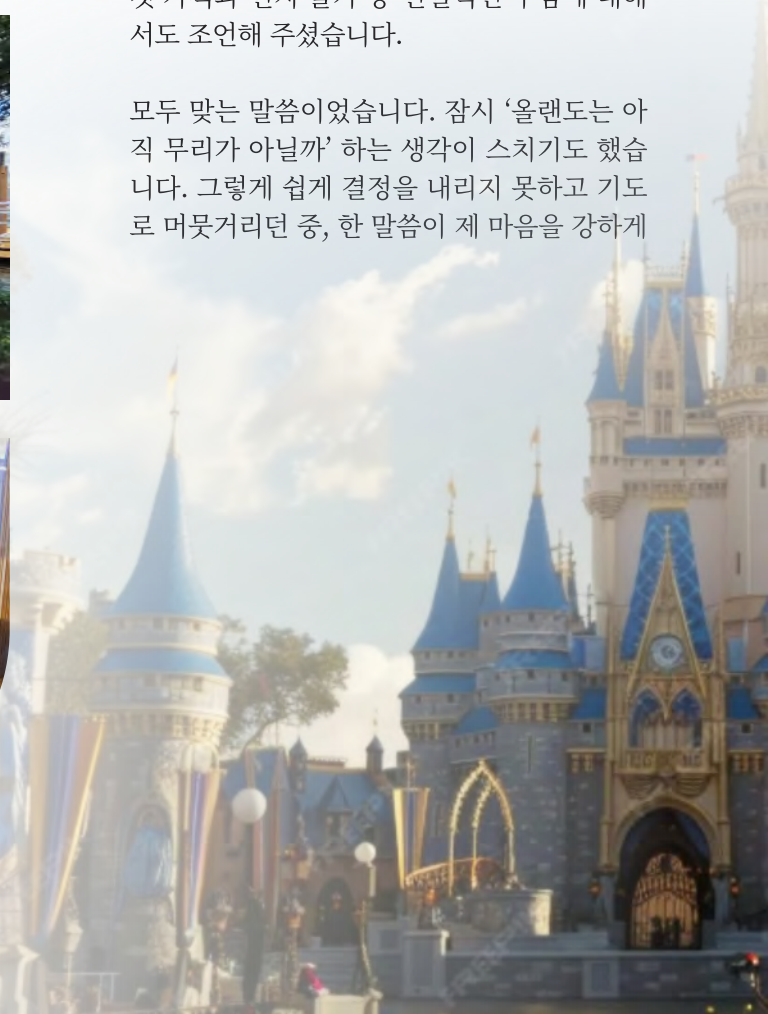 서도 조언해 주셨습니다.
모두 맞는 말씀이었습니다. 잠시 ‘올랜도는 아
직 무리가 아닐까’ 하는 생각이 스치기도 했습
니다. 그렇게 쉽게 결정을 내리지 못하고 기도
로 머뭇거리던 중, 한 말씀이 제 마음을 강하게